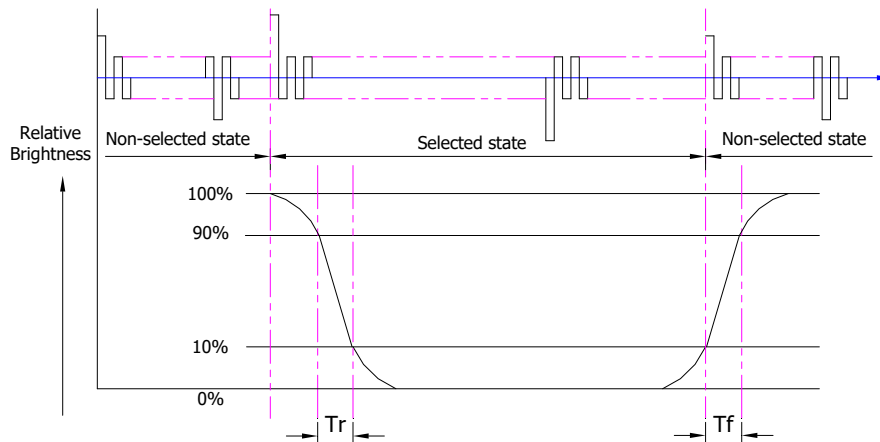 Relative
Brightness
Non-selected state
Selected state
Non-selected state
100%
90%
10%
0%
Tr
Tf